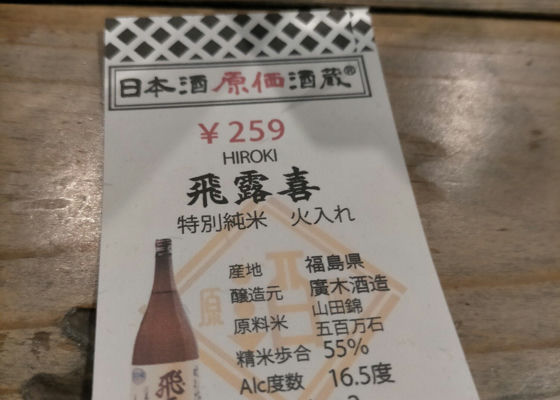 日本酒原価酒蔵®
￥259
HIROKI
飛露喜
特別純米 火入れ
産地 福島県
醸造元 廣木酒造
原料米 山田錦
五百万石
精米歩合 55%
Alc度数 16.5度